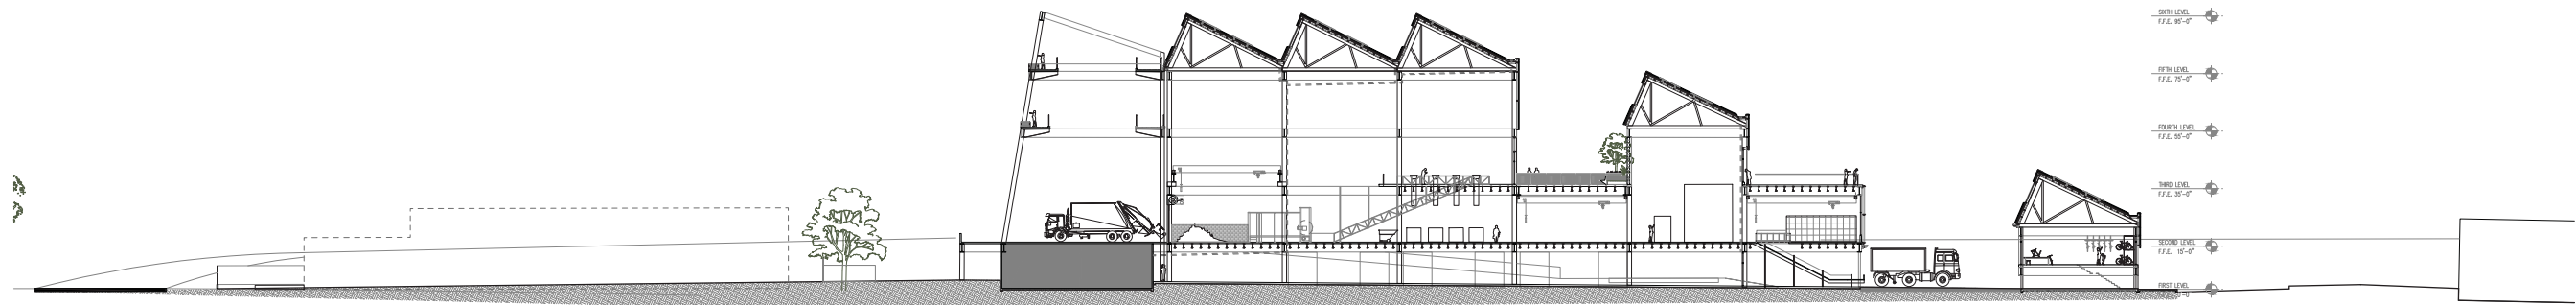 SIXTH LEVEL
F.F.E. 95'-0"
FIFTH LEVEL
F.F.E. 75'-0"
FOURTH LEVEL
F.F.E. 55'-0"
THIRD LEVEL
F.F.E. 35'-0"
SECOND LEVEL
F.F.E. 15'-0"
FIRST LEVEL